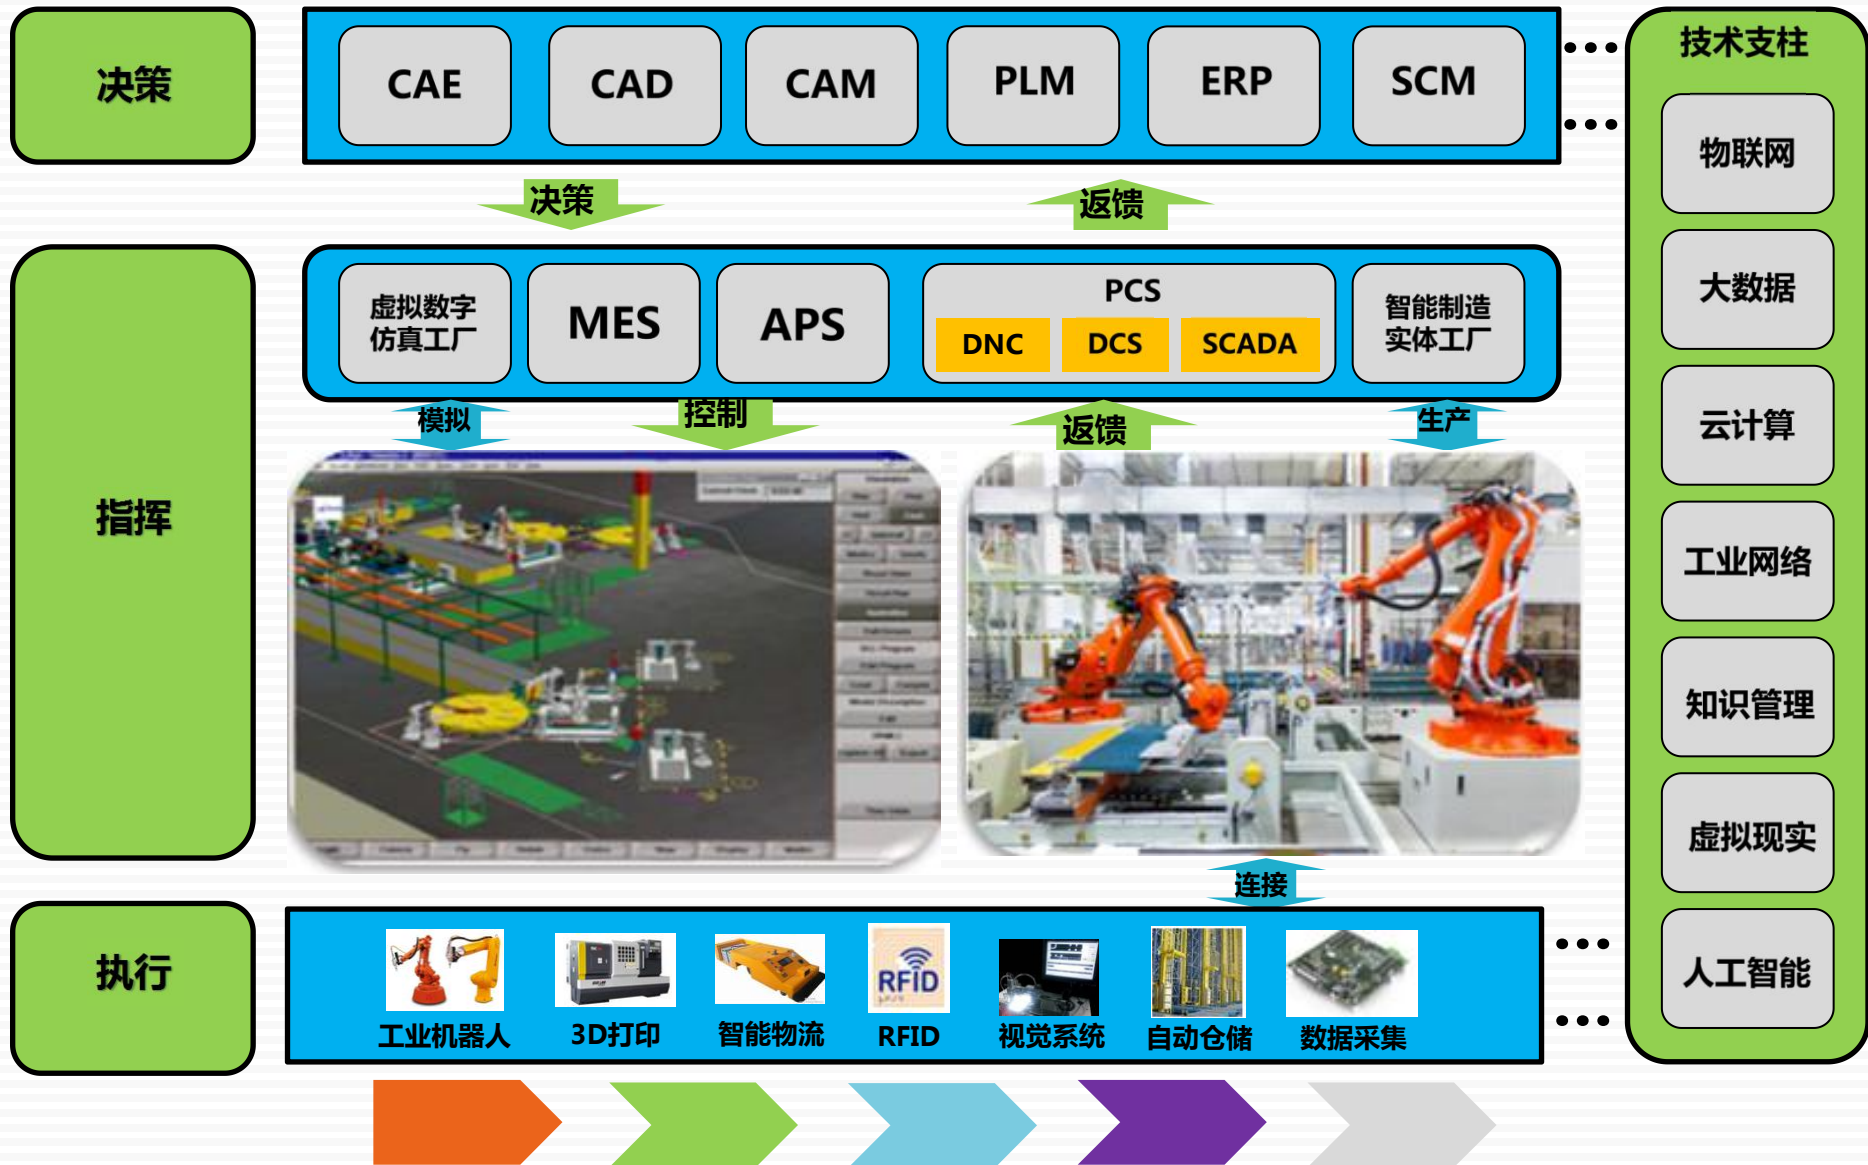 决策
CAE
CAD
CAM
PLM
ERP
SCM
技术支柱
物联网
大数据
云计算
工业网络
知识管理
虚拟现实
人工智能
决策
返馈
指挥
虚拟数字
仿真工厂
MES
APS
PCS
DNC
DCS
SCADA
智能制造
实体工厂
模拟
控制
返馈
生产
连接
执行
RFID
工业机器人
3D打印
智能物流
RFID
视觉系统
自动仓储
数据采集